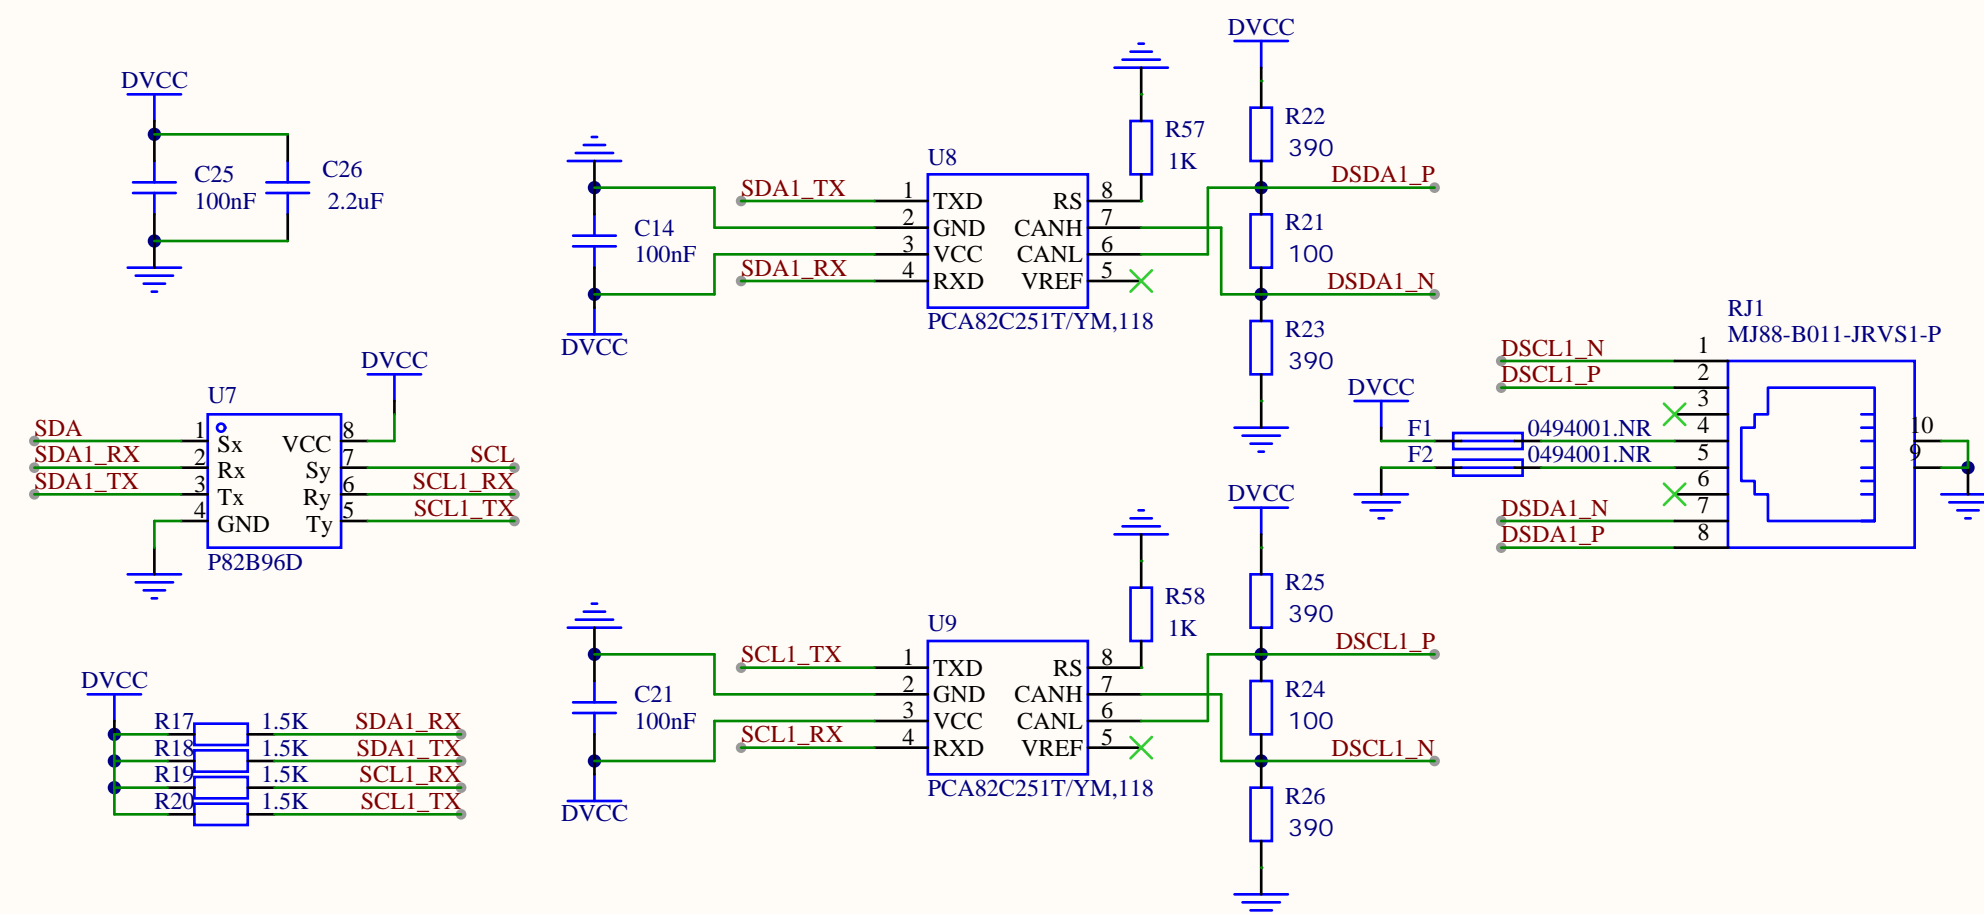 DVCC
C25
100nF
C26
2.2uF
U7
DVCC
SDA
SDA1_RX
SDA1_TX
1
2
3
4
Sx
Rx
Tx
GND
VCC
Sy
Ry
Ty
8
7
6
5
SCL
SCL1_RX
SCL1_TX
P82B96D
DVCC
R17 1.5K SDA1_RX
R18 1.5K SDA1_TX
R19 1.5K SCL1_RX
R20 1.5K SCL1_TX
C14
100nF
DVCC
SDA1_TX
SDA1_RX
U8
1
2
3
4
TXD
GND
VCC
RXD
RS
CANH
CANL
VREF
8
7
6
5
PCA82C251T/YM,118
R57
1K
DVCC
R22
390
DSDA1_P
R21
100
DSDA1_N
R23
390
C21
100nF
DVCC
SCL1_TX
SCL1_RX
U9
1
2
3
4
TXD
GND
VCC
RXD
RS
CANH
CANL
VREF
8
7
6
5
PCA82C251T/YM,118
R58
1K
DVCC
R25
390
DSCL1_P
R24
100
DSCL1_N
R26
390
RJ1
MJ88-B011-JRVS1-P
DSCL1_N
DSCL1_P
DVCC
F1 0494001.NR
F2 0494001.NR
DSDA1_N
DSDA1_P
1
2
3
4
5
6
7
8
10
9